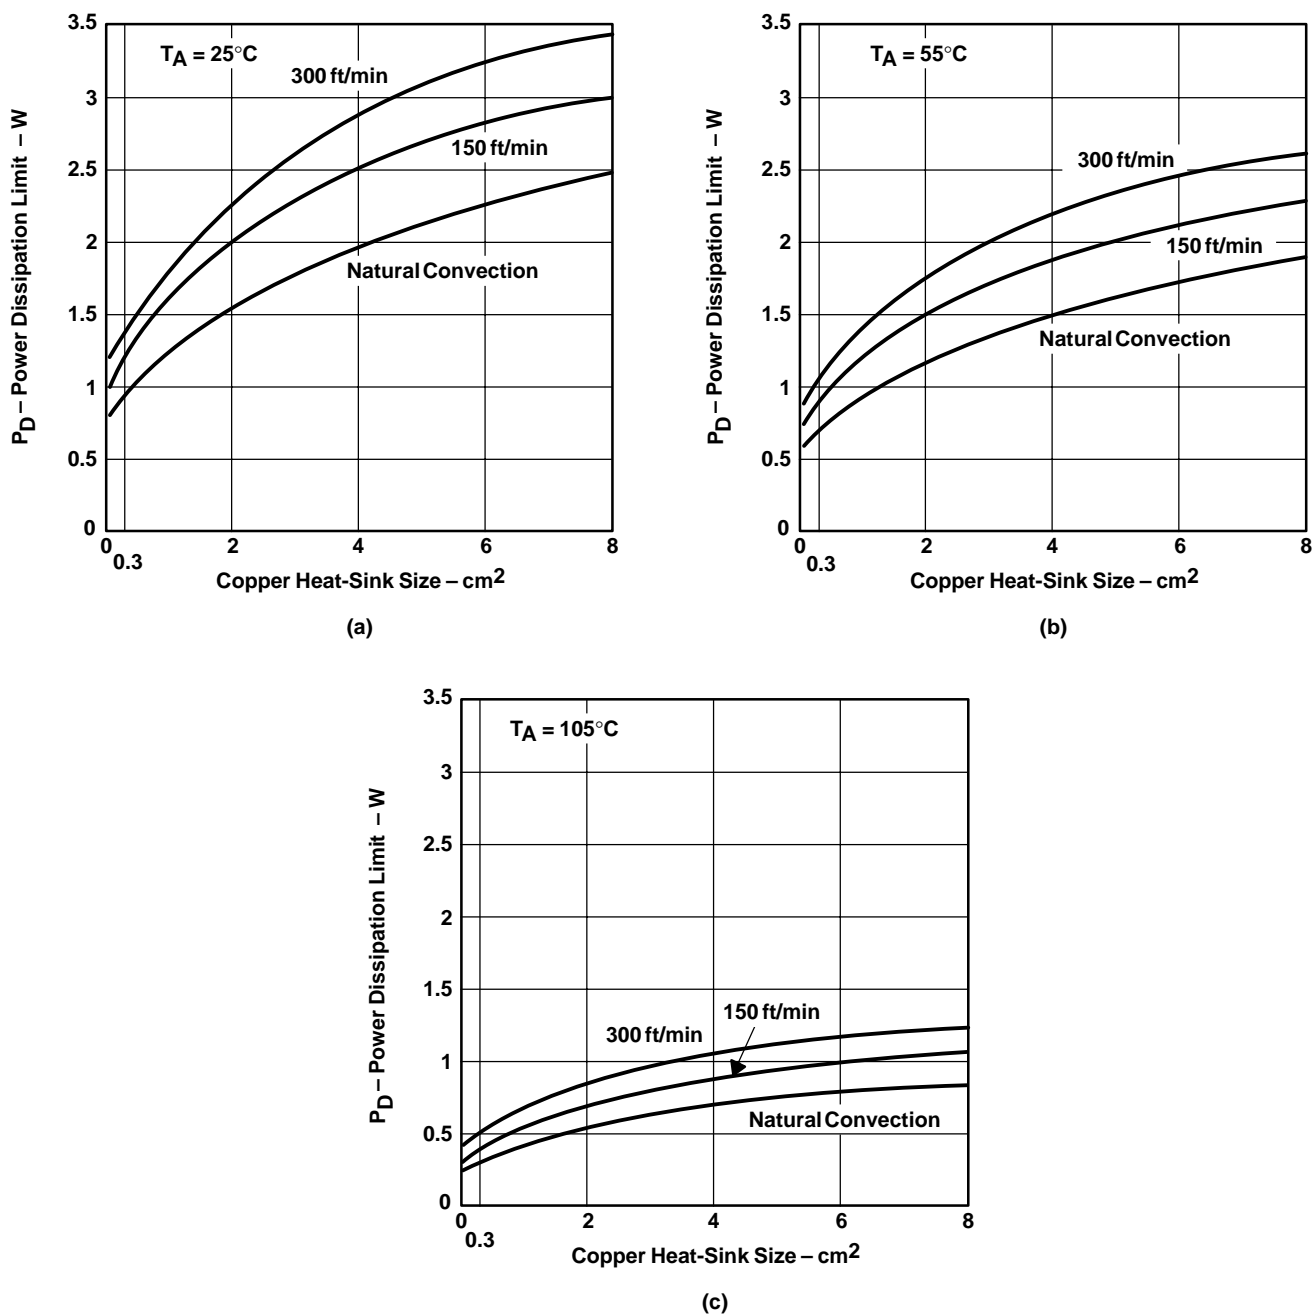 P_D – Power Dissipation Limit – W
3.5
3
2.5
2
1.5
1
0.5
0
T_A = 25°C
300 ft/min
150 ft/min
Natural Convection
0
0.3
2
4
6
8
Copper Heat-Sink Size – cm²
(a)
P_D – Power Dissipation Limit – W
3.5
3
2.5
2
1.5
1
0.5
0
T_A = 55°C
300 ft/min
150 ft/min
Natural Convection
0
0.3
2
4
6
8
Copper Heat-Sink Size – cm²
(b)
P_D – Power Dissipation Limit – W
3.5
3
2.5
2
1.5
1
0.5
0
T_A = 105°C
150 ft/min
300 ft/min
Natural Convection
0
0.3
2
4
6
8
Copper Heat-Sink Size – cm²
(c)